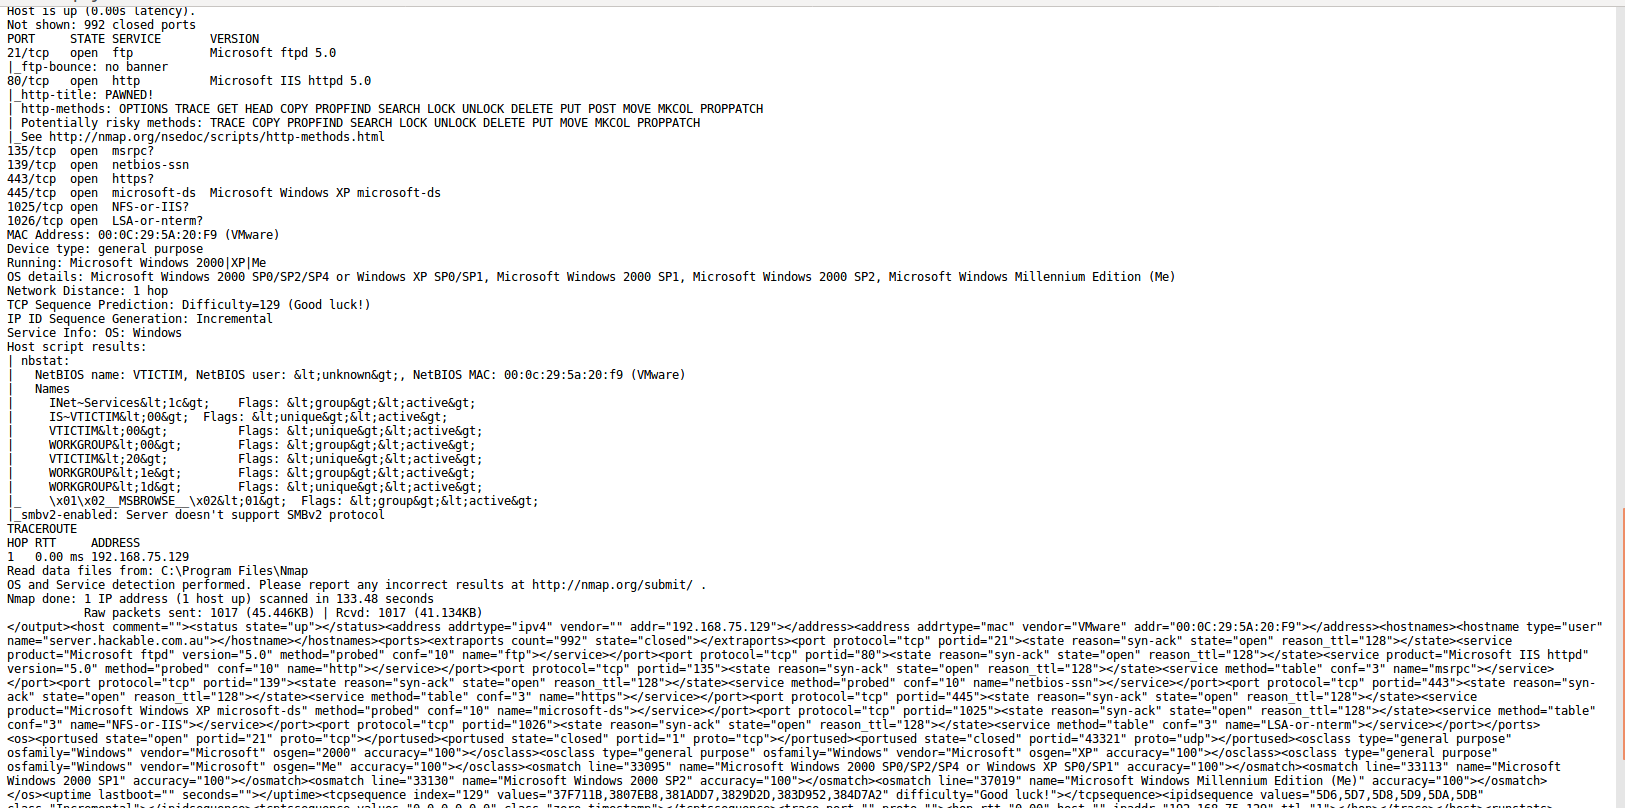 Host is up (0.00s latency).
Not shown: 992 closed ports
PORT     STATE SERVICE       VERSION
21/tcp   open  ftp           Microsoft ftpd 5.0
|_ftp-bounce: no banner
80/tcp   open  http          Microsoft IIS httpd 5.0
|_http-title: PAWNED!
| http-methods: OPTIONS TRACE GET HEAD COPY PROPFIND SEARCH LOCK UNLOCK DELETE PUT POST MOVE MKCOL PROPPATCH
| Potentially risky methods: TRACE COPY PROPFIND SEARCH LOCK UNLOCK DELETE PUT MOVE MKCOL PROPPATCH
|_See http://nmap.org/nsedoc/scripts/http-methods.html
135/tcp  open  msrpc?
139/tcp  open  netbios-ssn
443/tcp  open  https?
445/tcp  open  microsoft-ds  Microsoft Windows XP microsoft-ds
1025/tcp open  NFS-or-IIS?
1026/tcp open  LSA-or-nterm?
MAC Address: 00:0C:29:5A:20:F9 (VMware)
Device type: general purpose
Running: Microsoft Windows 2000|XP|Me
OS details: Microsoft Windows 2000 SP0/SP2/SP4 or Windows XP SP0/SP1, Microsoft Windows 2000 SP1, Microsoft Windows 2000 SP2, Microsoft Windows Millennium Edition (Me)
Network Distance: 1 hop
TCP Sequence Prediction: Difficulty=129 (Good luck!)
IP ID Sequence Generation: Incremental
Service Info: OS: Windows
Host script results:
| nbstat:
|   NetBIOS name: VTICTIM, NetBIOS user: &lt;unknown&gt;, NetBIOS MAC: 00:0c:29:5a:20:f9 (VMware)
|   Names
|     INet~Services&lt;1c&gt;    Flags: &lt;group&gt;&lt;active&gt;
|     IS~VTICTIM&lt;00&gt;  Flags: &lt;unique&gt;&lt;active&gt;
|     VTICTIM&lt;00&gt;          Flags: &lt;unique&gt;&lt;active&gt;
|     WORKGROUP&lt;00&gt;        Flags: &lt;group&gt;&lt;active&gt;
|     VTICTIM&lt;20&gt;          Flags: &lt;unique&gt;&lt;active&gt;
|     WORKGROUP&lt;1e&gt;        Flags: &lt;group&gt;&lt;active&gt;
|     WORKGROUP&lt;1d&gt;        Flags: &lt;unique&gt;&lt;active&gt;
|_    \x01\x02__MSBROWSE__\x02&lt;01&gt;  Flags: &lt;group&gt;&lt;active&gt;
|_smbv2-enabled: Server doesn't support SMBv2 protocol
TRACEROUTE
HOP RTT     ADDRESS
1   0.00 ms 192.168.75.129
Read data files from: C:\Program Files\Nmap
OS and Service detection performed. Please report any incorrect results at http://nmap.org/submit/ .
Nmap done: 1 IP address (1 host up) scanned in 133.48 seconds
           Raw packets sent: 1017 (45.446KB) | Rcvd: 1017 (41.134KB)
</output><host comment=""><status state="up"></status><address addrtype="ipv4" vendor="" addr="192.168.75.129"></address><address addrtype="mac" vendor="VMware" addr="00:0C:29:5A:20:F9"></address><hostnames><hostname type="user"
name="server.hackable.com.au"></hostname></hostnames><ports><extraports count="992" state="closed"></extraports><port protocol="tcp" portid="21"><state reason="syn-ack" state="open" reason_ttl="128"></state><service
product="Microsoft ftpd" version="5.0" method="probed" conf="10" name="ftp"></service></port><port protocol="tcp" portid="80"><state reason="syn-ack" state="open" reason_ttl="128"></state><service product="Microsoft IIS httpd"
version="5.0" method="probed" conf="10" name="http"></service></port><port protocol="tcp" portid="135"><state reason="syn-ack" state="open" reason_ttl="128"></state><service method="table" conf="3" name="msrpc"></service>
</port><port protocol="tcp" portid="139"><state reason="syn-ack" state="open" reason_ttl="128"></state><service method="probed" conf="10" name="netbios-ssn"></service></port><port protocol="tcp" portid="443"><state reason="syn-
ack" state="open" reason_ttl="128"></state><service method="table" conf="3" name="https"></service></port><port protocol="tcp" portid="445"><state reason="syn-ack" state="open" reason_ttl="128"></state><service
product="Microsoft Windows XP microsoft-ds" method="probed" conf="10" name="microsoft-ds"></service></port><port protocol="tcp" portid="1025"><state reason="syn-ack" state="open" reason_ttl="128"></state><service method="table"
conf="3" name="NFS-or-IIS"></service></port><port protocol="tcp" portid="1026"><state reason="syn-ack" state="open" reason_ttl="128"></state><service method="table" conf="3" name="LSA-or-nterm"></service></port></ports>
<os><portused state="open" portid="21" proto="tcp"></portused><portused state="closed" portid="1" proto="tcp"></portused><portused state="closed" portid="43321" proto="udp"></portused><osclass type="general purpose"
osfamily="Windows" vendor="Microsoft" osgen="2000" accuracy="100"></osclass><osclass type="general purpose" osfamily="Windows" vendor="Microsoft" osgen="XP" accuracy="100"></osclass><osclass type="general purpose"
osfamily="Windows" vendor="Microsoft" osgen="Me" accuracy="100"></osclass><osmatch line="33095" name="Microsoft Windows 2000 SP0/SP2/SP4 or Windows XP SP0/SP1" accuracy="100"></osmatch><osmatch line="33113" name="Microsoft
Windows 2000 SP1" accuracy="100"></osmatch><osmatch line="33130" name="Microsoft Windows 2000 SP2" accuracy="100"></osmatch><osmatch line="37019" name="Microsoft Windows Millennium Edition (Me)" accuracy="100"></osmatch>
</os><uptime lastboot="" seconds=""></uptime><tcpsequence index="129" values="37F711B,3807EB8,381ADD7,3829D2D,383D952,384D7A2" difficulty="Good luck!"></tcpsequence><ipidsequence values="5D6,5D7,5D8,5D9,5DA,5DB"